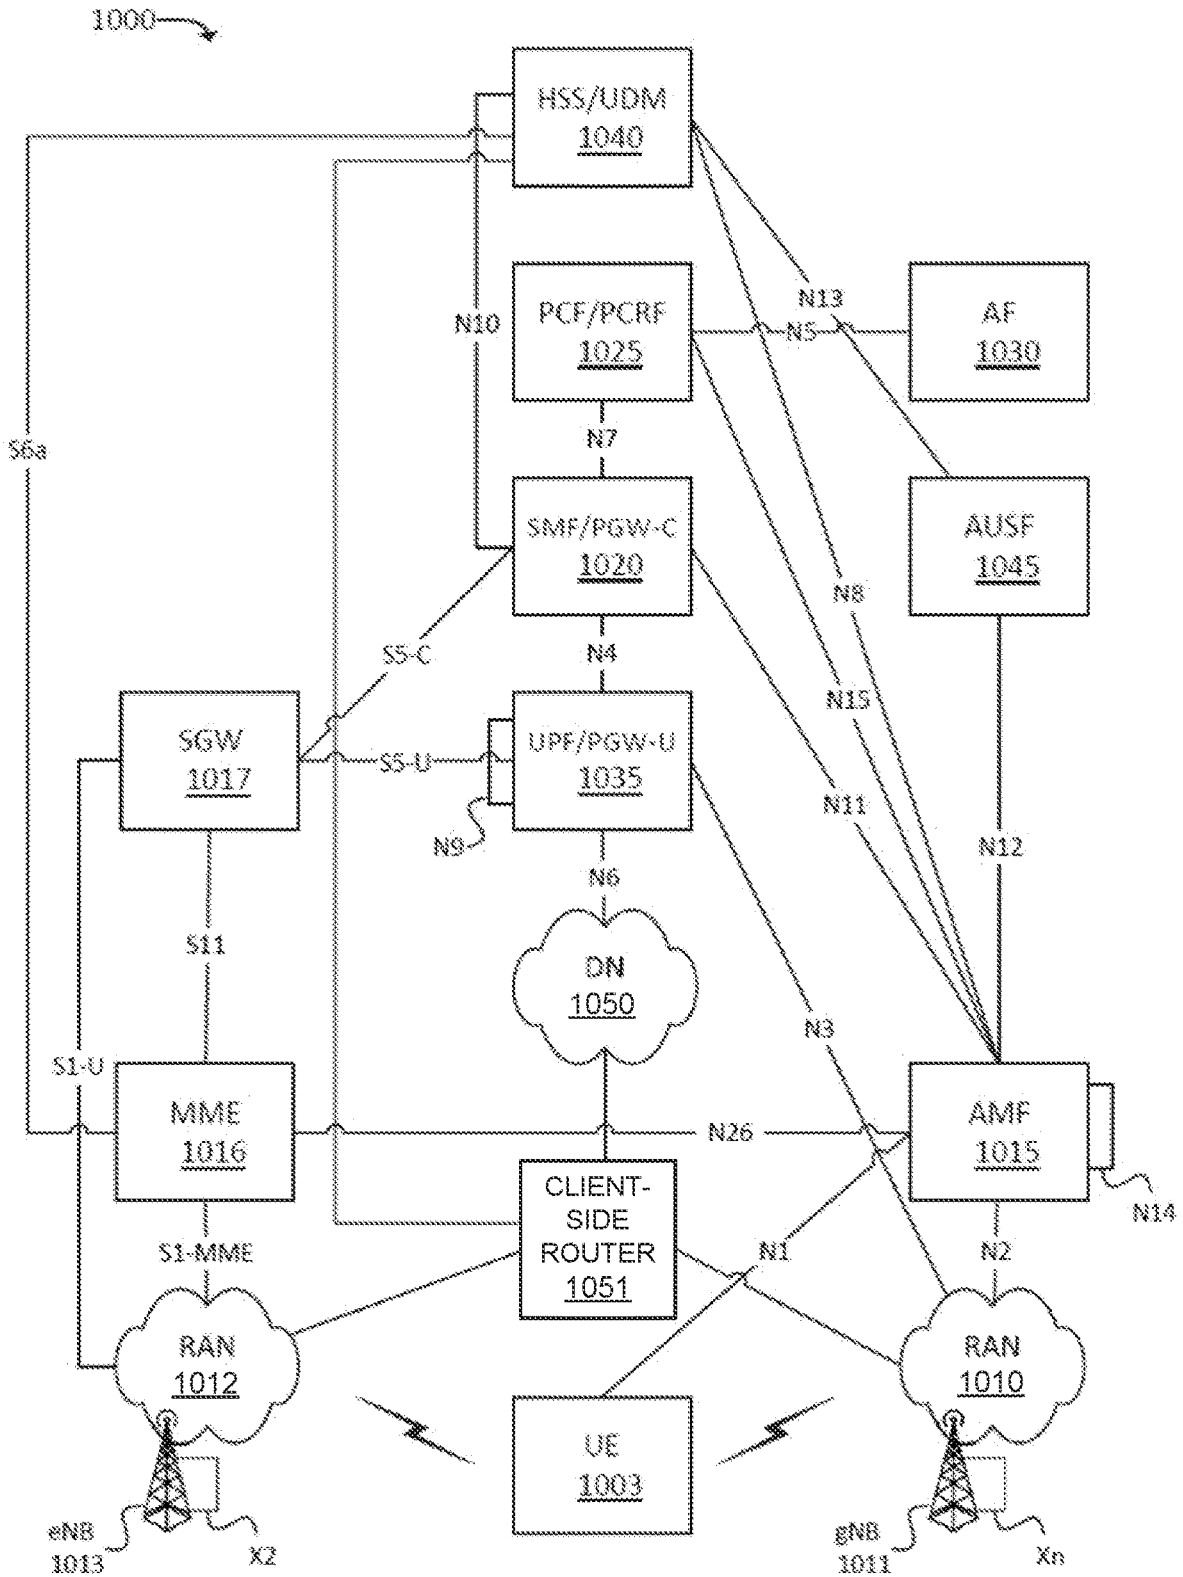 1000
HSS/UDM
1040
N13
PCF/PCRF
1025
N10
N5
AF
1030
S6a
N7
SMF/PGW-C
1020
AUSF
1045
N8
S5-C
N4
N15
SGW
1017
S5-U
UPF/PGW-U
1035
N11
N9
N12
N6
S11
DN
1050
N3
S1-U
MME
1016
N26
AMF
1015
CLIENT-
SIDE
ROUTER
1051
N14
S1-MME
N1
N2
RAN
1012
RAN
1010
UE
1003
eNB
1013
X2
gNB
1011
Xn